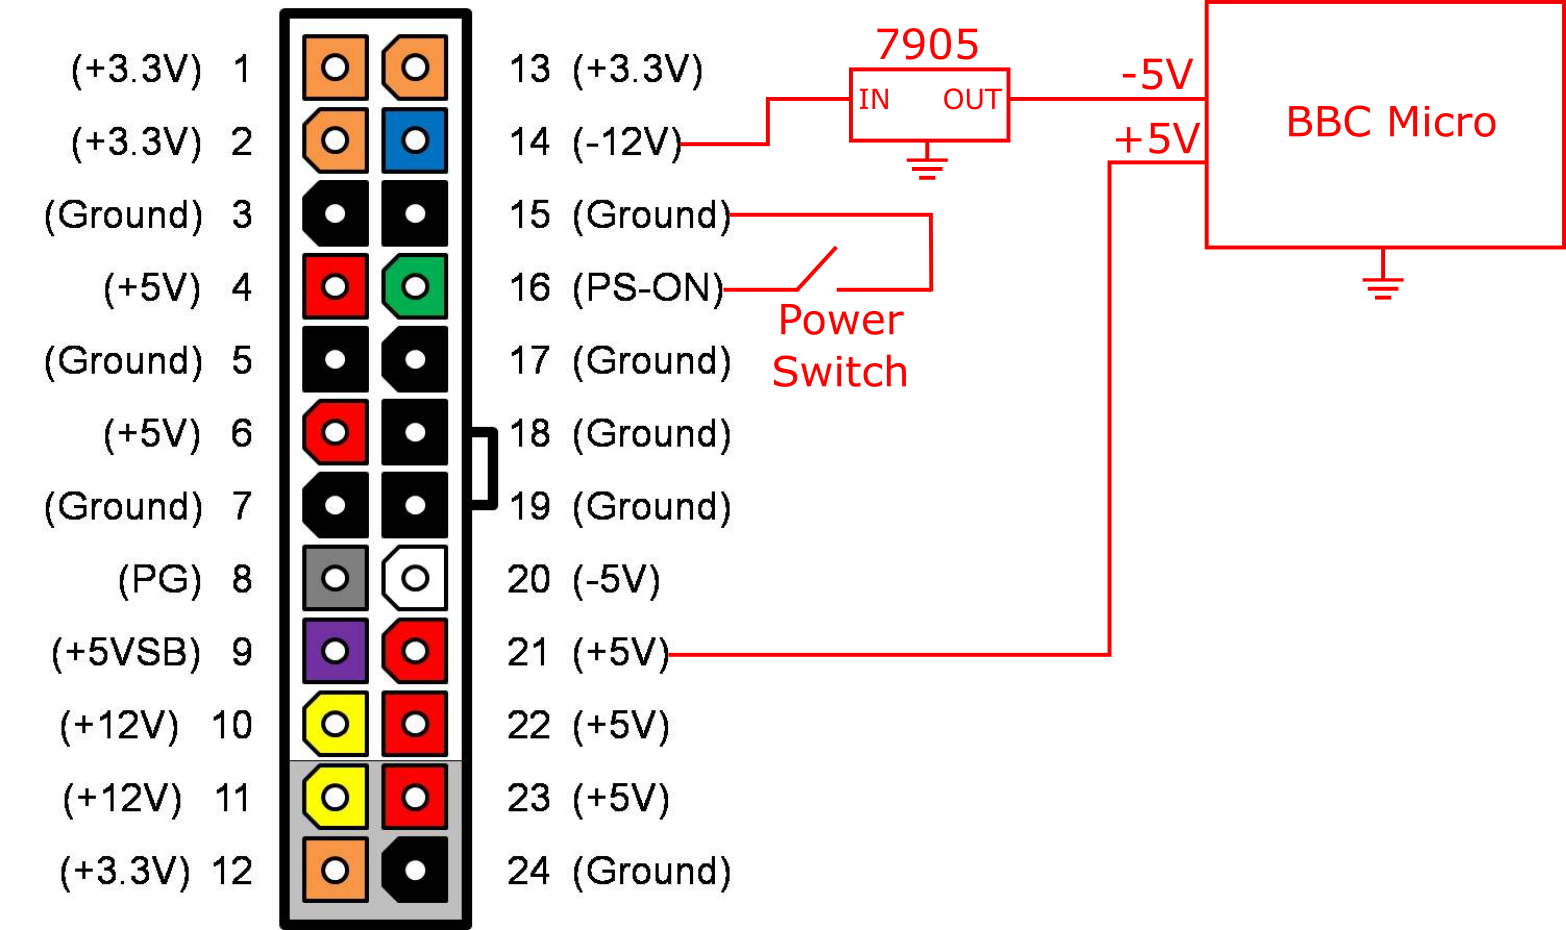 (+3.3V) 1 13 (+3.3V)
(+3.3V) 2 14 (-12V)
(Ground) 3 15 (Ground)
(+5V) 4 16 (PS-ON)
(Ground) 5 17 (Ground)
(+5V) 6 18 (Ground)
(Ground) 7 19 (Ground)
(PG) 8 20 (-5V)
(+5VSB) 9 21 (+5V)
(+12V) 10 22 (+5V)
(+12V) 11 23 (+5V)
(+3.3V) 12 24 (Ground)
7905
IN OUT
Power
Switch
-5V
+5V
BBC Micro